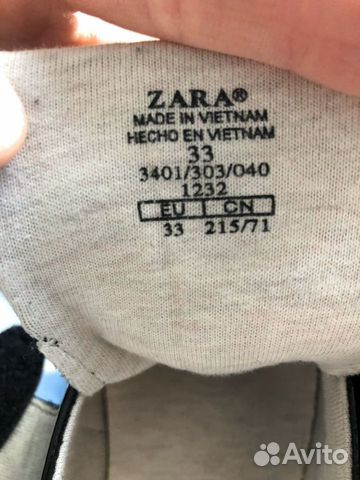 ZARA®
MADE IN VIETNAM
HECHO EN VIETNAM
33
3401/303/040
1232
EU CN
33 215/71
Avito